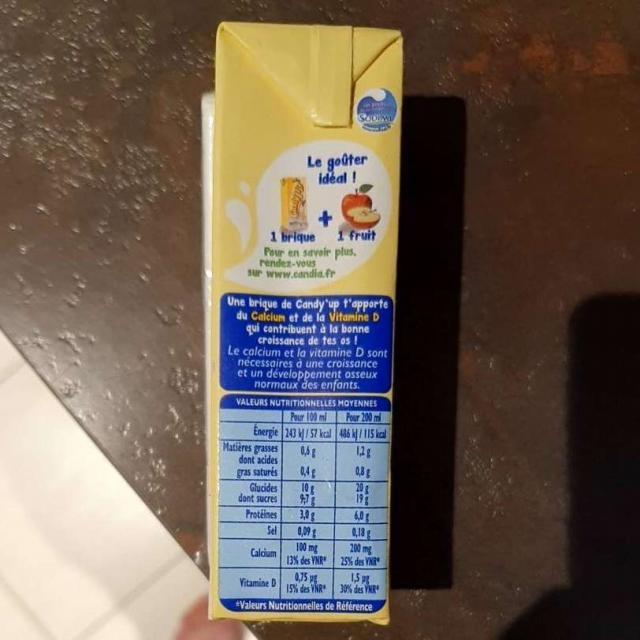 SODIAAL
Le goûter
idéal !
+
1 brique 1 fruit
Pour en savoir plus,
rendez-vous
sur www.candia.fr
Une brique de Candy'up t'apporte
du Calcium et de la Vitamine D
qui contribuent à la bonne
croissance de tes os !
Le calcium et la vitamine D sont
nécessaires à une croissance
et un développement osseux
normaux des enfants.
VALEURS NUTRITIONNELLES MOYENNES
Pour 100 ml Pour 200 ml
Énergie 243 kJ / 57 kcal 486 kJ / 115 kcal
Matières grasses 0,6 g 1,2 g
dont acides
gras saturés 0,4 g 0,8 g
Glucides 10 g 20 g
dont sucres 9,7 g 19 g
Protéines 3,0 g 6,0 g
Sel 0,09 g 0,18 g
Calcium 100 mg 200 mg
13% des VNR* 25% des VNR*
Vitamine D 0,75 µg 1,5 µg
15% des VNR* 30% des VNR*
*Valeurs Nutritionnelles de Référence